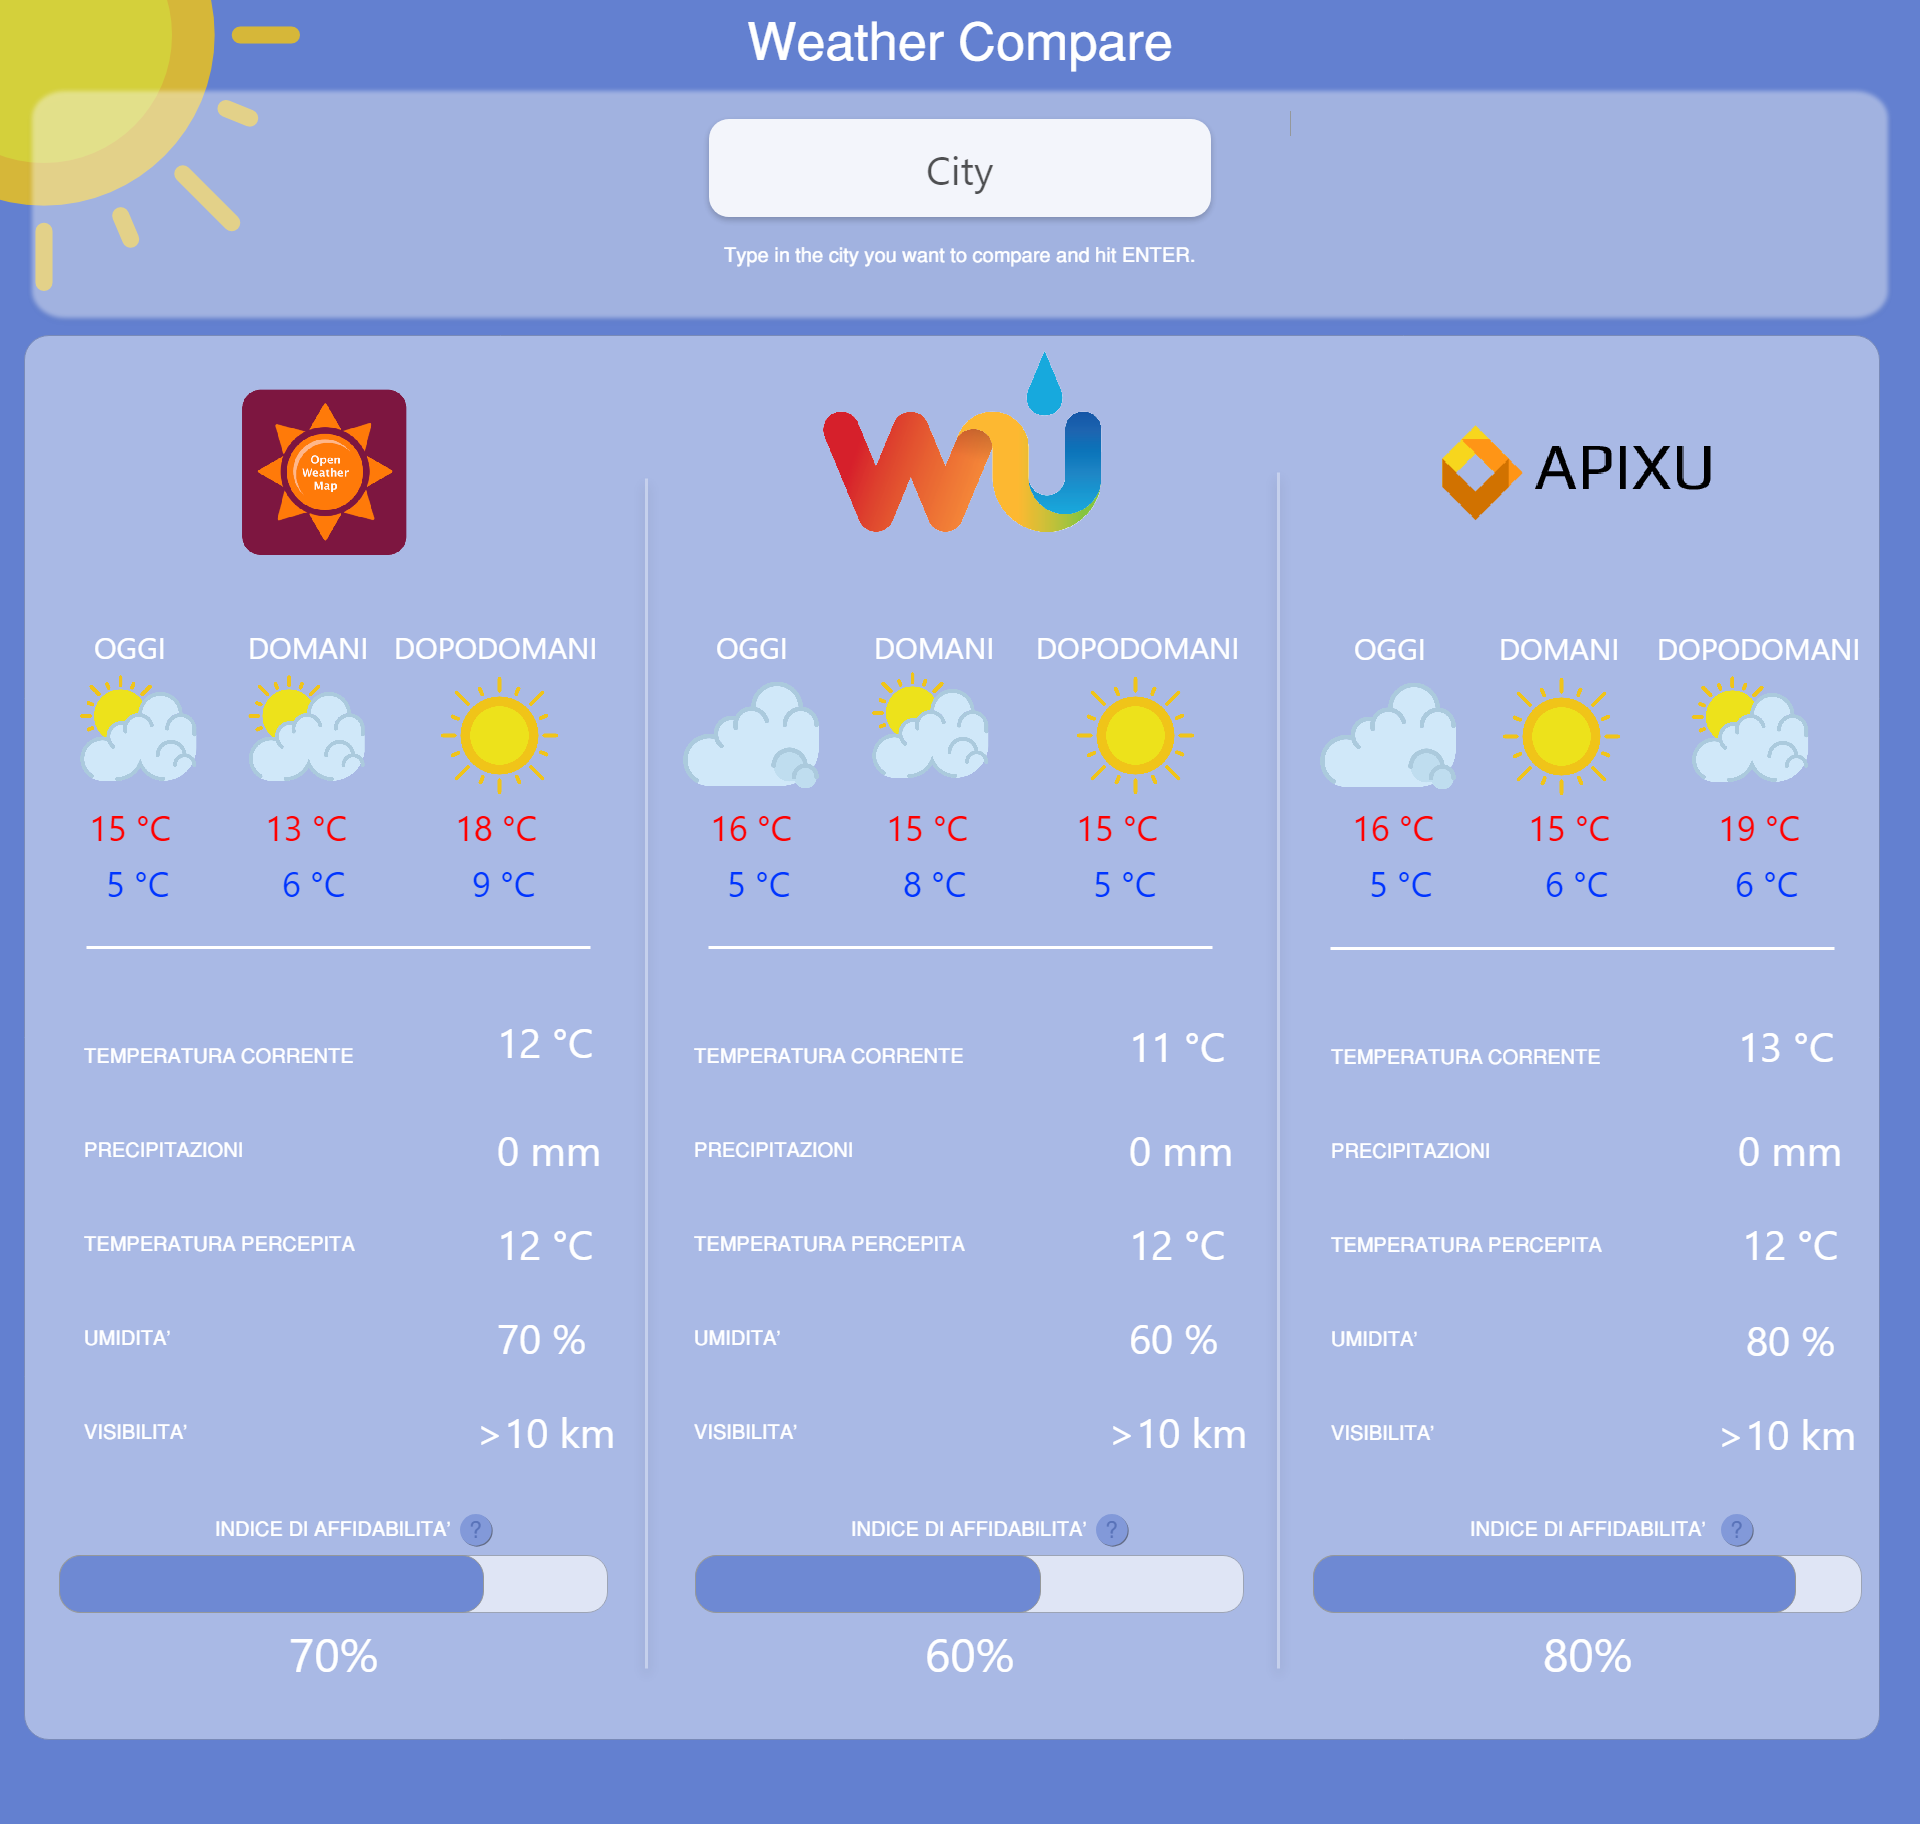 Weather Compare
City
Type in the city you want to compare and hit ENTER.
Open
Weather
Map
wu
APIXU
OGGI DOMANI DOPODOMANI
15 °C 13 °C 18 °C
5 °C 6 °C 9 °C
TEMPERATURA CORRENTE 12 °C
PRECIPITAZIONI 0 mm
TEMPERATURA PERCEPITA 12 °C
UMIDITA’ 70 %
VISIBILITA’ >10 km
INDICE DI AFFIDABILITA’ ?
70%
OGGI DOMANI DOPODOMANI
16 °C 15 °C 15 °C
5 °C 8 °C 5 °C
TEMPERATURA CORRENTE 11 °C
PRECIPITAZIONI 0 mm
TEMPERATURA PERCEPITA 12 °C
UMIDITA’ 60 %
VISIBILITA’ >10 km
INDICE DI AFFIDABILITA’ ?
60%
OGGI DOMANI DOPODOMANI
16 °C 15 °C 19 °C
5 °C 6 °C 6 °C
TEMPERATURA CORRENTE 13 °C
PRECIPITAZIONI 0 mm
TEMPERATURA PERCEPITA 12 °C
UMIDITA’ 80 %
VISIBILITA’ >10 km
INDICE DI AFFIDABILITA’ ?
80%